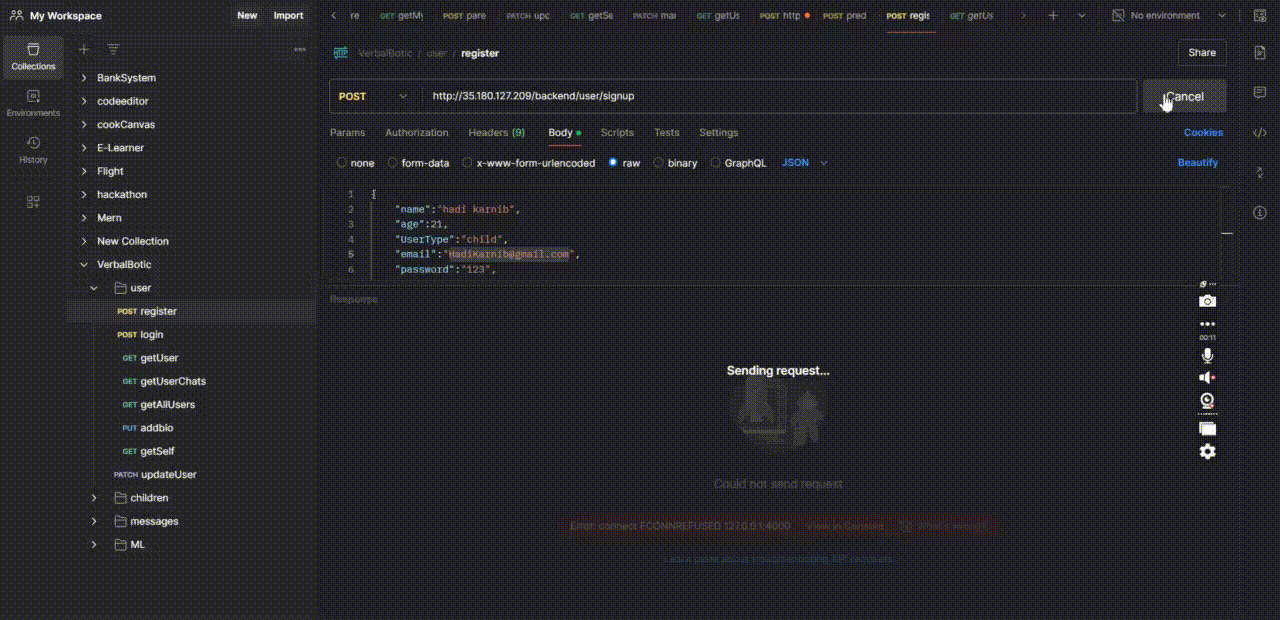 My Workspace
New
Import
re
GET getMy
POST pare
PATCH upc
GET getSe
PATCH mai
GET getUs
POST http
POST pred
POST regis
GET getUs
No environment
Collections
Environments
History
BankSystem
codeeditor
cookCanvas
E-Learner
Flight
hackathon
Mern
New Collection
VerbalBotic
user
POST register
POST login
GET getUser
GET getUserChats
GET getAllUsers
PUT addbio
GET getSelf
PATCH updateUser
children
messages
ML
HTTP
VerbalBotic / user / register
Share
POST
http://35.180.127.209/backend/user/signup
Cancel
Params
Authorization
Headers (9)
Body
Scripts
Tests
Settings
Cookies
none
form-data
x-www-form-urlencoded
raw
binary
GraphQL
JSON
Beautify
1 {
2 "name":"hadi karnib",
3 "age":21,
4 "UserType":"child",
5 "email":"HadiKarnib@gmail.com",
6 "password":"123",
Response
00:11
Sending request...
Could not send request
Error: connect ECONNREFUSED 127.0.0.1:4000
View in Console
What's wrong?
Learn more about troubleshooting API requests